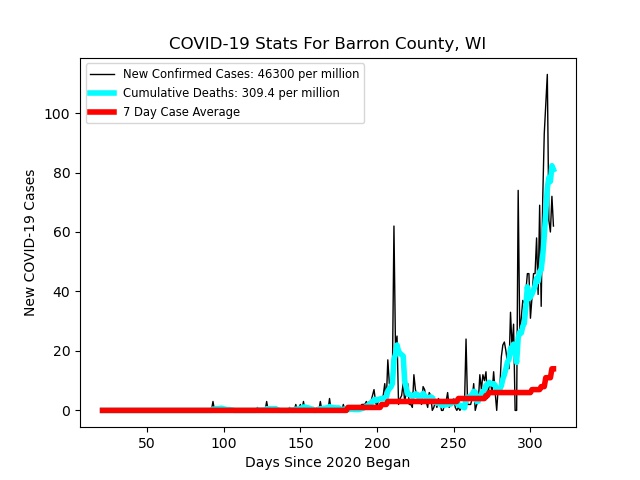 COVID-19 Stats For Barron County, WI
New Confirmed Cases: 46300 per million
Cumulative Deaths: 309.4 per million
7 Day Case Average
New COVID-19 Cases
100
80
60
40
20
0
50 100 150 200 250 300
Days Since 2020 Began